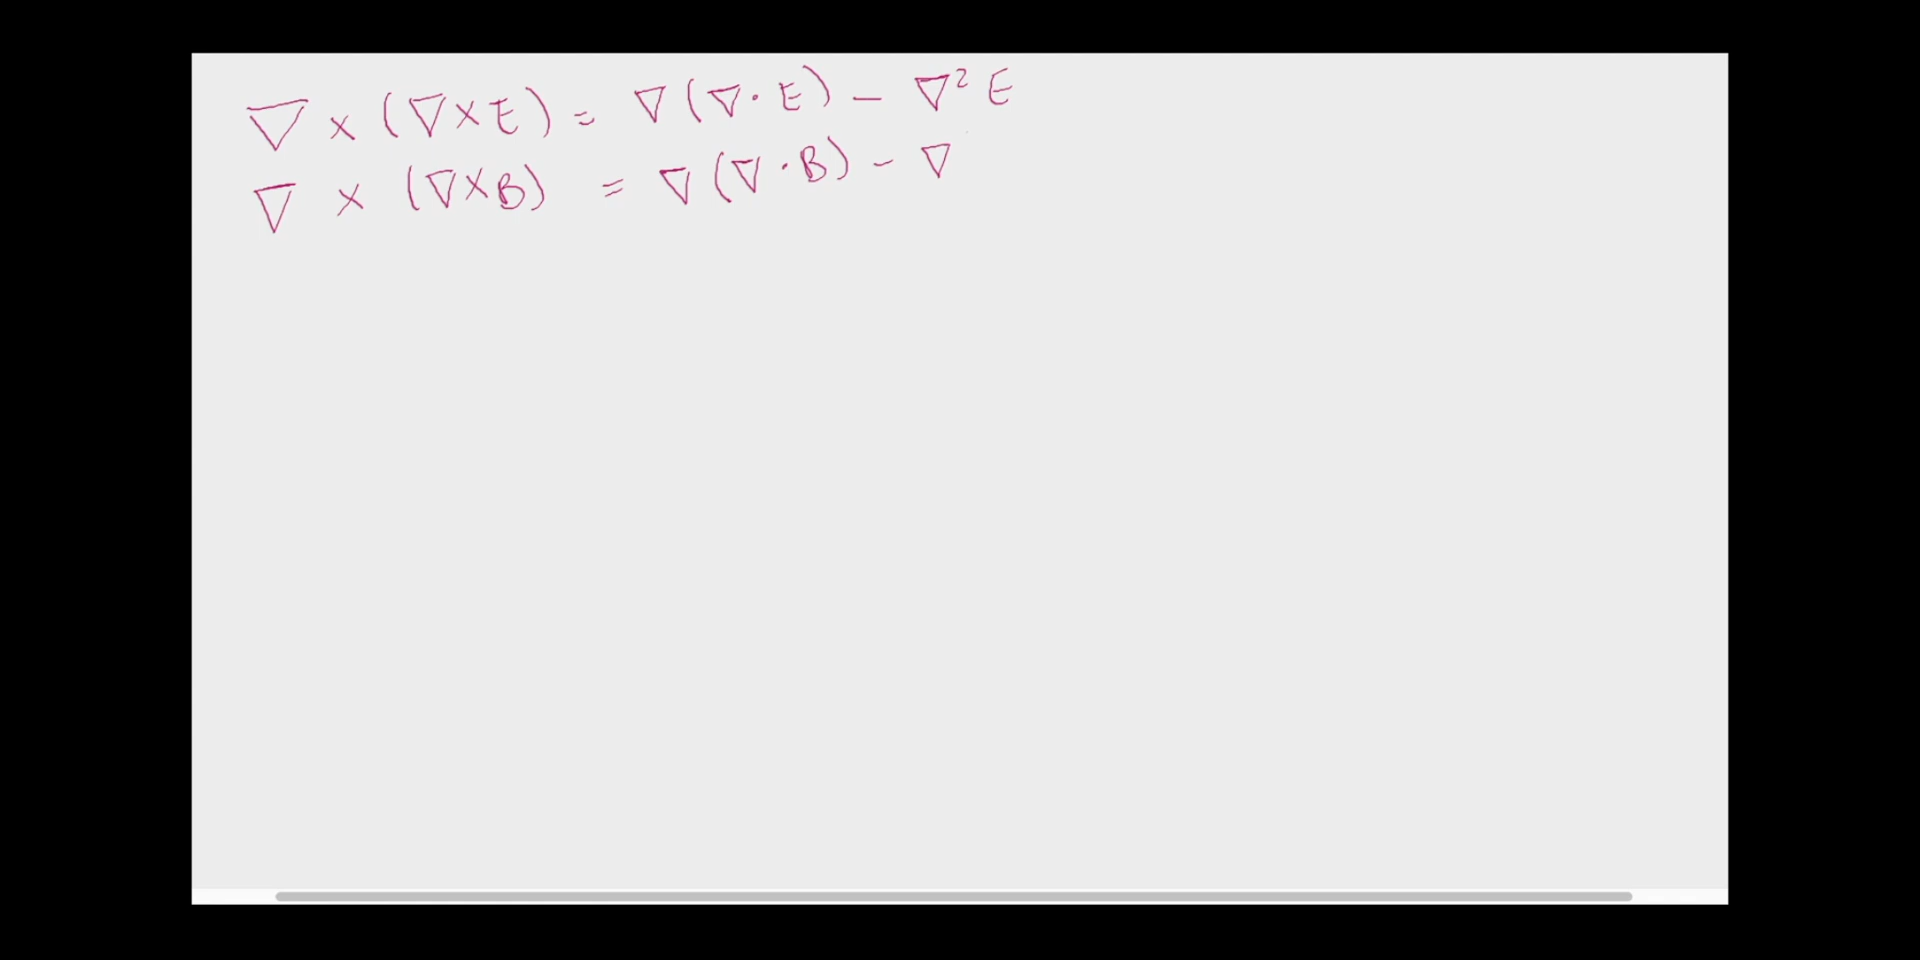 ∇ × (∇×E) = ∇(∇·E) − ∇² E
∇ × (∇×B) = ∇(∇·B) − ∇